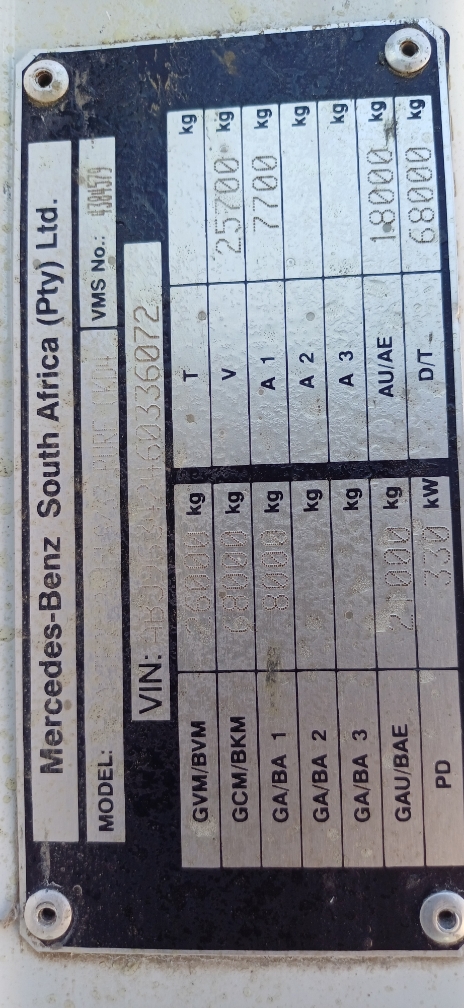 Mercedes-Benz South Africa (Pty) Ltd.
MODEL: PURE
VMS No.: 4384579
VIN:
GVM/BVM kg T kg
GCM/BKM 68000 kg V 25700 kg
GA/BA 1 8000 kg A 1 7700 kg
GA/BA 2 kg A 2 kg
GA/BA 3 kg A 3 kg
GAU/BAE kg AU/AE 18000 kg
PD 330 kW D/T 68000 kg